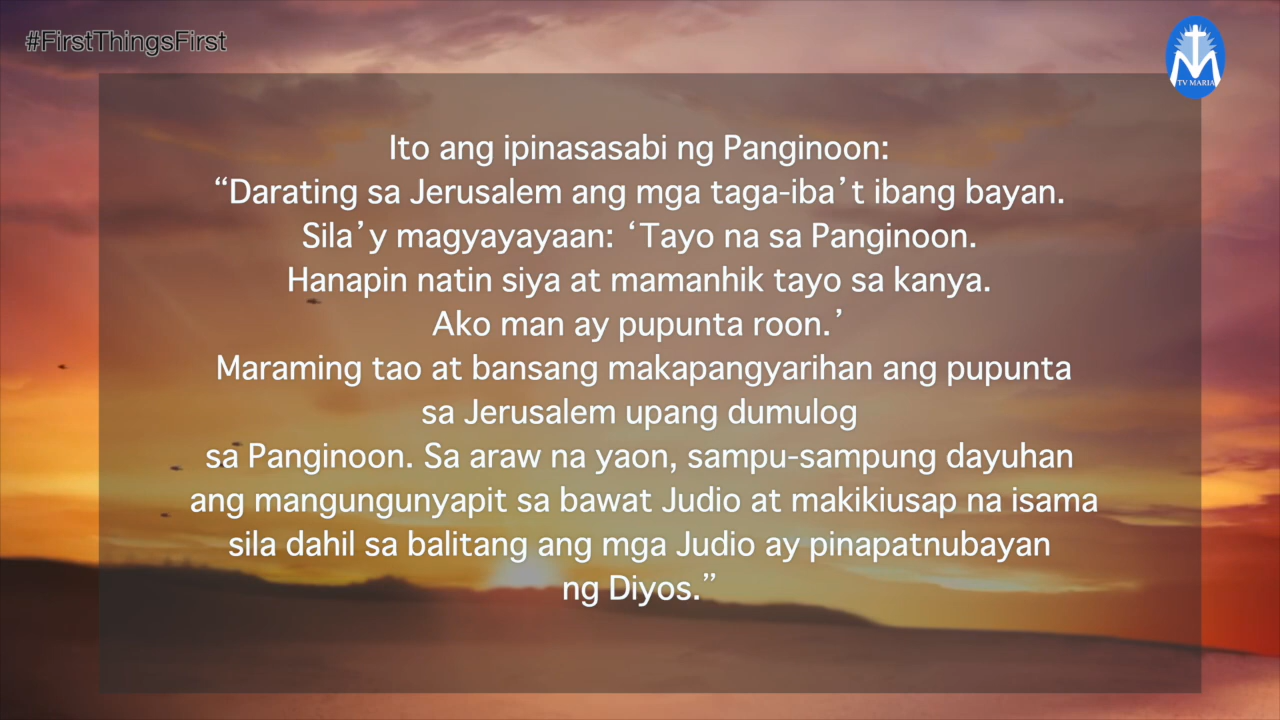 #FirstThingsFirst
TV MARIA
Ito ang ipinasasabi ng Panginoon:
“Darating sa Jerusalem ang mga taga-iba’t ibang bayan.
Sila’y magyayayaan: ‘Tayo na sa Panginoon.
Hanapin natin siya at mamanhik tayo sa kanya.
Ako man ay pupunta roon.’
Maraming tao at bansang makapangyarihan ang pupunta
sa Jerusalem upang dumulog
sa Panginoon. Sa araw na yaon, sampu-sampung dayuhan
ang mangungunyapit sa bawat Judio at makikiusap na isama
sila dahil sa balitang ang mga Judio ay pinapatnubayan
ng Diyos.”